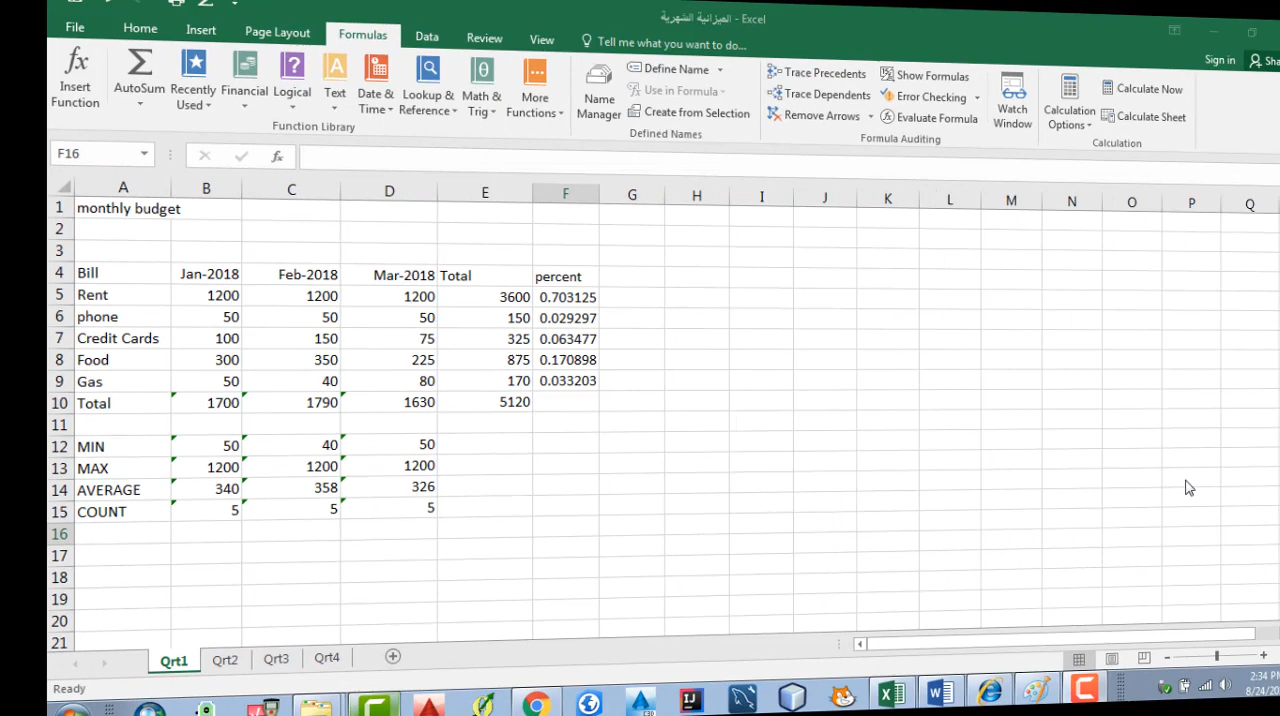 الميزانية الشهرية - Excel
File Home Insert Page Layout Formulas Data Review View Tell me what you want to do... Sign in
Insert Function
AutoSum
Recently Used
Financial
Logical
Text
Date & Time
Lookup & Reference
Math & Trig
More Functions
Function Library
Name Manager
Define Name
Use in Formula
Create from Selection
Defined Names
Trace Precedents
Trace Dependents
Remove Arrows
Show Formulas
Error Checking
Evaluate Formula
Formula Auditing
Watch Window
Calculation Options
Calculate Now
Calculate Sheet
Calculation
F16 fx
A B C D E F G H I J K L M N O P Q
1 monthly budget
2
3
4 Bill Jan-2018 Feb-2018 Mar-2018 Total percent
5 Rent 1200 1200 1200 3600 0.703125
6 phone 50 50 50 150 0.029297
7 Credit Cards 100 150 75 325 0.063477
8 Food 300 350 225 875 0.170898
9 Gas 50 40 80 170 0.033203
10 Total 1700 1790 1630 5120
11
12 MIN 50 40 50
13 MAX 1200 1200 1200
14 AVERAGE 340 358 326
15 COUNT 5 5 5
16
17
18
19
20
21
Qrt1 Qrt2 Qrt3 Qrt4
Ready
2:34 PM